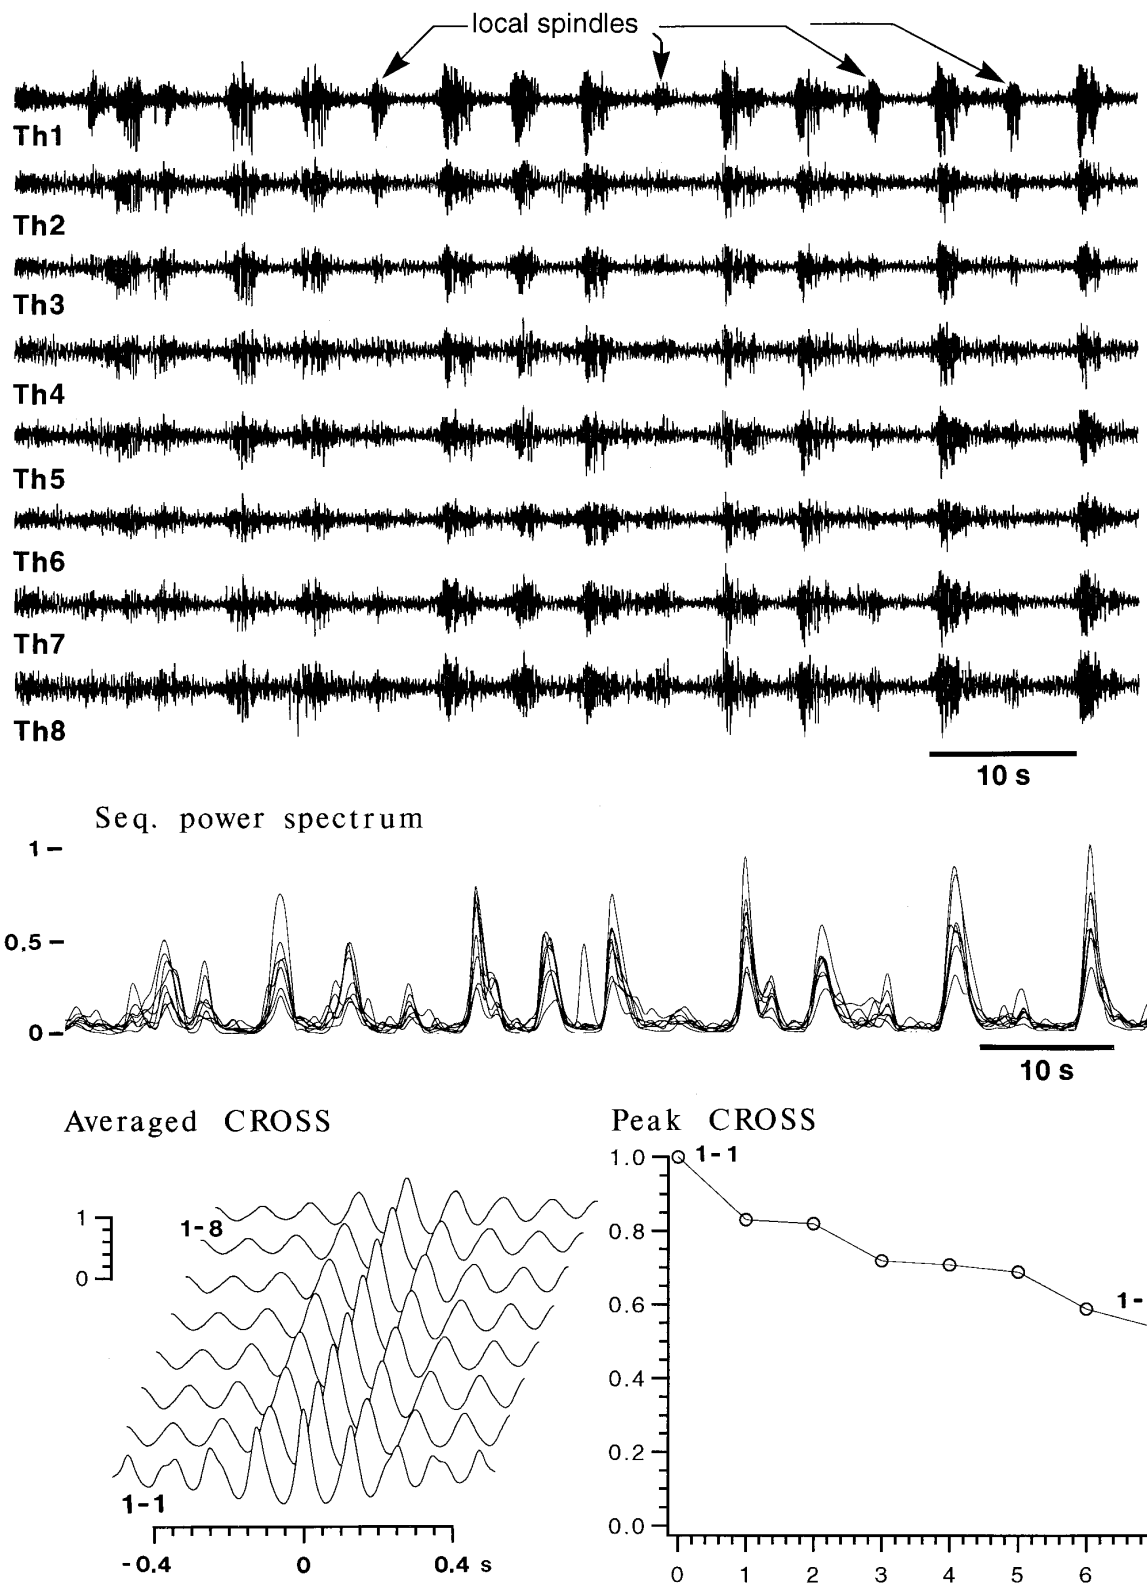 local spindles
Th1
Th2
Th3
Th4
Th5
Th6
Th7
Th8
10 s
Seq. power spectrum
1
0.5
0
10 s
Averaged CROSS
1
0
1-8
1-1
-0.4 0 0.4 s
Peak CROSS
1-1
1-
1.0
0.8
0.6
0.4
0.2
0.0
0 1 2 3 4 5 6